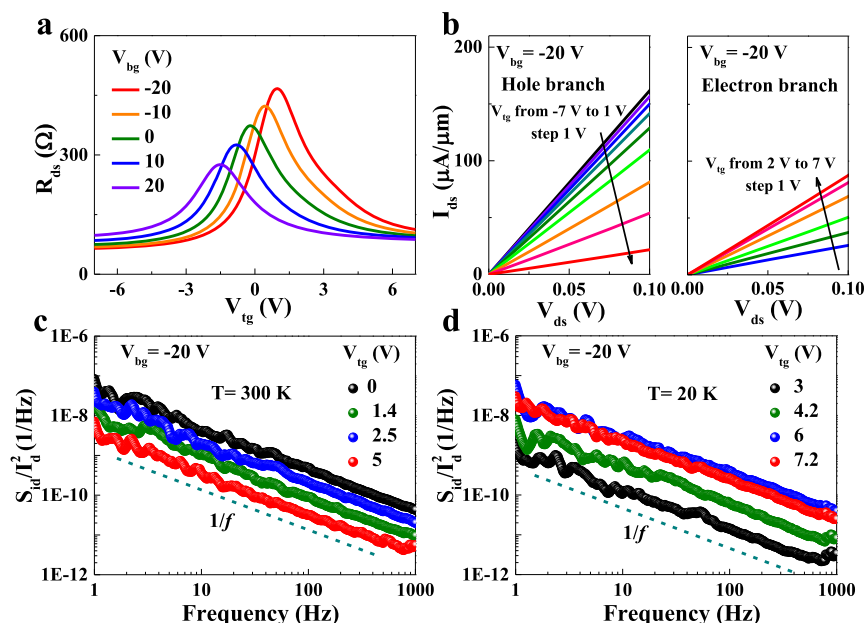 a
V_bg (V)
-20
-10
0
10
20
600
300
0
R_ds (Ω)
-6
-3
0
3
6
V_tg (V)
b
200
150
100
50
0
I_ds (μA/μm)
V_bg = -20 V
Hole branch
V_tg from -7 V to 1 V
step 1 V
0.00
0.05
0.10
V_ds (V)
V_bg = -20 V
Electron branch
V_tg from 2 V to 7 V
step 1 V
0.00
0.05
0.10
V_ds (V)
c
1E-6
1E-8
1E-10
1E-12
S_id/I_d^2 (1/Hz)
V_bg= -20 V
T= 300 K
V_tg (V)
0
1.4
2.5
5
1/f
1
10
100
1000
Frequency (Hz)
d
1E-6
1E-8
1E-10
1E-12
S_id/I_d^2 (1/Hz)
V_bg= -20 V
T= 20 K
V_tg (V)
3
4.2
6
7.2
1/f
1
10
100
1000
Frequency (Hz)